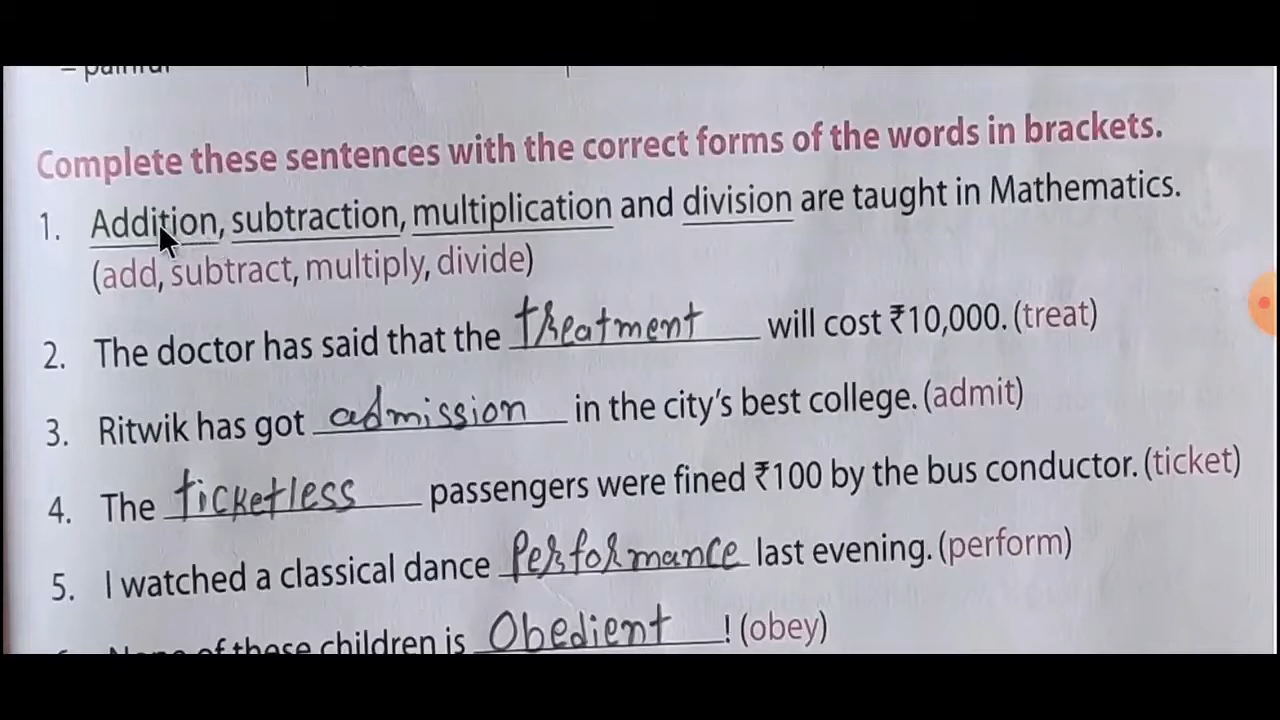 = painful
Complete these sentences with the correct forms of the words in brackets.
1. Addition, subtraction, multiplication and division are taught in Mathematics.
(add, subtract, multiply, divide)
2. The doctor has said that the treatment will cost ₹10,000. (treat)
3. Ritwik has got admission in the city's best college. (admit)
4. The ticketless passengers were fined ₹100 by the bus conductor. (ticket)
5. I watched a classical dance Performance last evening. (perform)
None of these children is Obedient ! (obey)